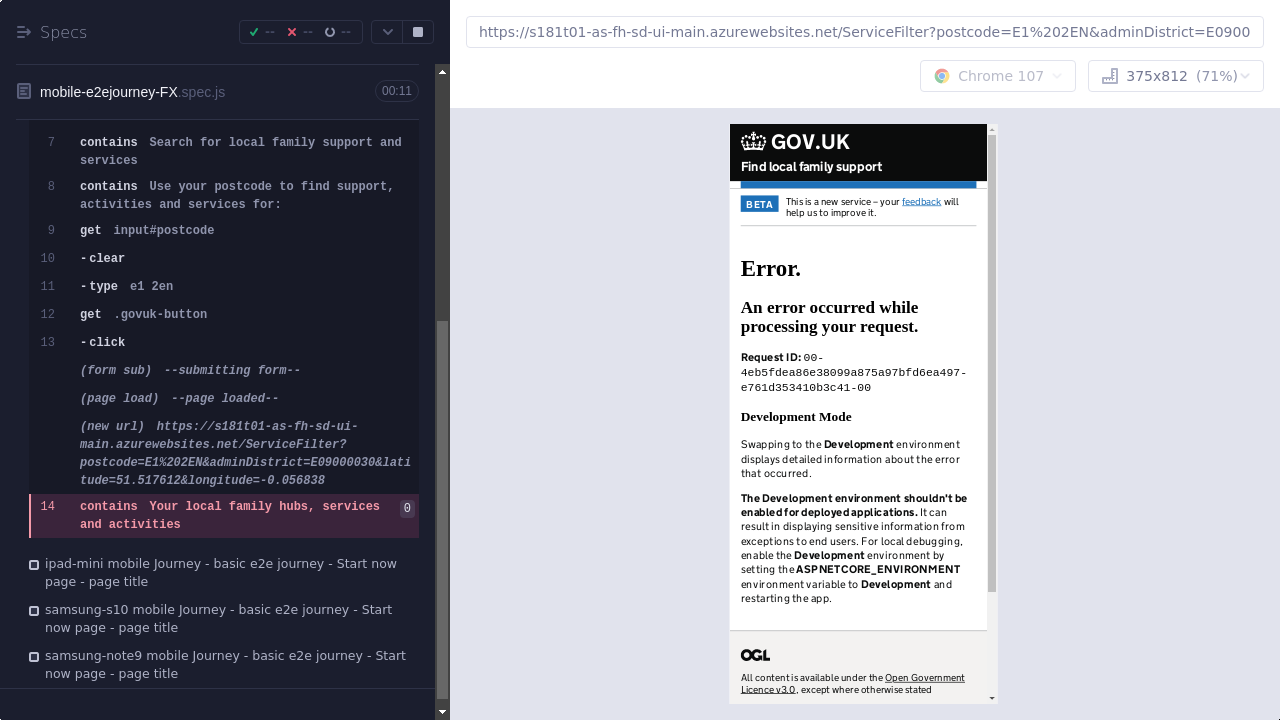 Specs
--
--
--
https://s181t01-as-fh-sd-ui-main.azurewebsites.net/ServiceFilter?postcode=E1%202EN&adminDistrict=E0900
Chrome 107
375x812 (71%)
mobile-e2ejourney-FX.spec.js
00:11
7 contains Search for local family support and
services
8 contains Use your postcode to find support,
activities and services for:
9 get input#postcode
10 -clear
11 -type e1 2en
12 get .govuk-button
13 -click
(form sub) --submitting form--
(page load) --page loaded--
(new url) https://s181t01-as-fh-sd-ui-
main.azurewebsites.net/ServiceFilter?
postcode=E1%202EN&adminDistrict=E09000030&lati
tude=51.517612&longitude=-0.056838
14 contains Your local family hubs, services 0
and activities
ipad-mini mobile Journey - basic e2e journey - Start now
page - page title
samsung-s10 mobile Journey - basic e2e journey - Start
now page - page title
samsung-note9 mobile Journey - basic e2e journey - Start
now page - page title
GOV.UK
Find local family support
BETA
This is a new service – your feedback will
help us to improve it.
Error.
An error occurred while
processing your request.
Request ID: 00-
4eb5fdea86e38099a875a97bfd6ea497-
e761d353410b3c41-00
Development Mode
Swapping to the Development environment
displays detailed information about the error
that occurred.
The Development environment shouldn't be
enabled for deployed applications. It can
result in displaying sensitive information from
exceptions to end users. For local debugging,
enable the Development environment by
setting the ASPNETCORE_ENVIRONMENT
environment variable to Development and
restarting the app.
OGL
All content is available under the Open Government
Licence v3.0, except where otherwise stated